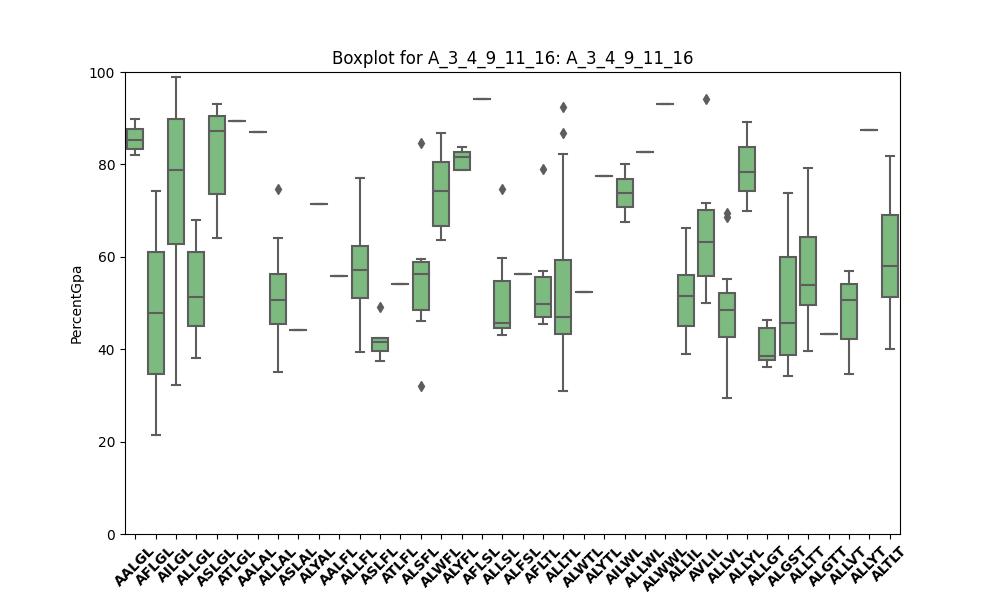 Boxplot for A_3_4_9_11_16: A_3_4_9_11_16
100
80
60
40
20
0
PercentGpa
AALGL
AFLGL
AILGL
ALLGL
ASLGL
ATLGL
AALAL
ALLAL
ASLAL
ALYAL
AALFL
ALLFL
ASLFL
ATLFL
ALSFL
ALWFL
ALYFL
AFLSL
ALLSL
ALFSL
AFLTL
ALLTL
ALWTL
ALYTL
AILWL
ALLWL
ALWWL
ALLIL
AVLIL
ALLVL
ALLYL
ALLGT
ALGST
ALLTT
ALGTT
ALLVT
ALLYT
ALTLT